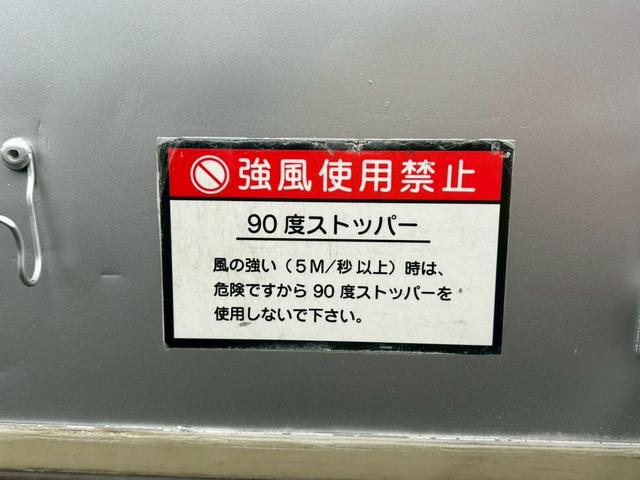 強風使用禁止
90度ストッパー
風の強い(5M/秒以上)時は、
危険ですから90度ストッパーを
使用しないで下さい。